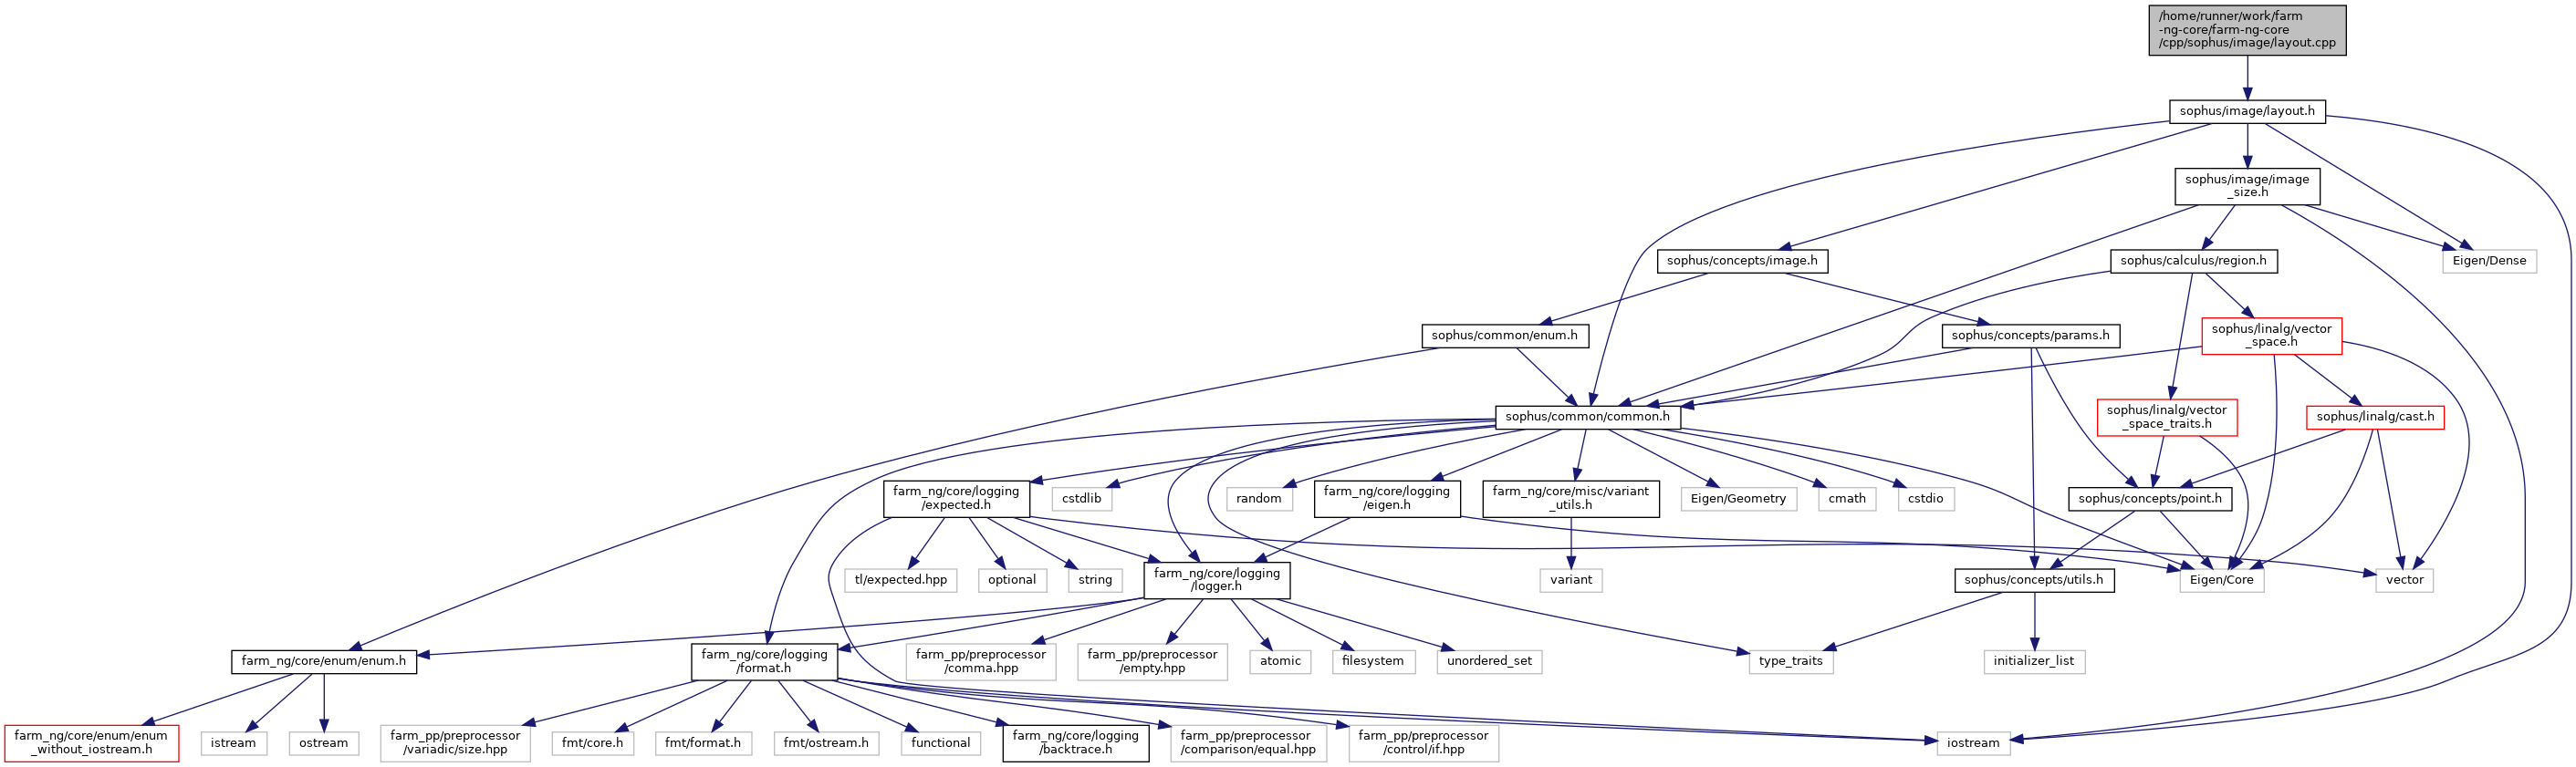 /home/runner/work/farm
-ng-core/farm-ng-core
/cpp/sophus/image/layout.cpp
sophus/image/layout.h
sophus/image/image
_size.h
sophus/concepts/image.h
sophus/calculus/region.h
Eigen/Dense
sophus/common/enum.h
sophus/concepts/params.h
sophus/linalg/vector
_space.h
sophus/common/common.h
sophus/linalg/vector
_space_traits.h
sophus/linalg/cast.h
farm_ng/core/logging
/expected.h
cstdlib
random
farm_ng/core/logging
/eigen.h
farm_ng/core/misc/variant
_utils.h
Eigen/Geometry
cmath
cstdio
sophus/concepts/point.h
tl/expected.hpp
optional
string
farm_ng/core/logging
/logger.h
variant
sophus/concepts/utils.h
Eigen/Core
vector
farm_ng/core/enum/enum.h
farm_ng/core/logging
/format.h
farm_pp/preprocessor
/comma.hpp
farm_pp/preprocessor
/empty.hpp
atomic
filesystem
unordered_set
type_traits
initializer_list
farm_ng/core/enum/enum
_without_iostream.h
istream
ostream
farm_pp/preprocessor
/variadic/size.hpp
fmt/core.h
fmt/format.h
fmt/ostream.h
functional
farm_ng/core/logging
/backtrace.h
farm_pp/preprocessor
/comparison/equal.hpp
farm_pp/preprocessor
/control/if.hpp
iostream